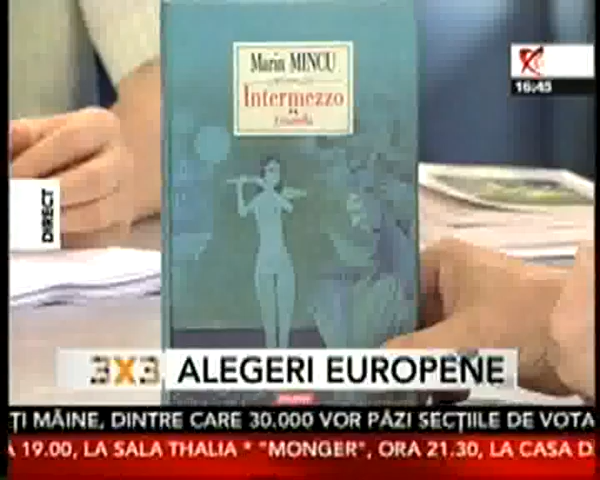 Marin MINCU
Intermezzo
16:45
DIRECT
3X3 ALEGERI EUROPENE
ȚI MÂINE, DINTRE CARE 30.000 VOR PĂZI SECȚIILE DE VOTA
A 19.00, LA SALA THALIA * "MONGER", ORA 21.30, LA CASA D